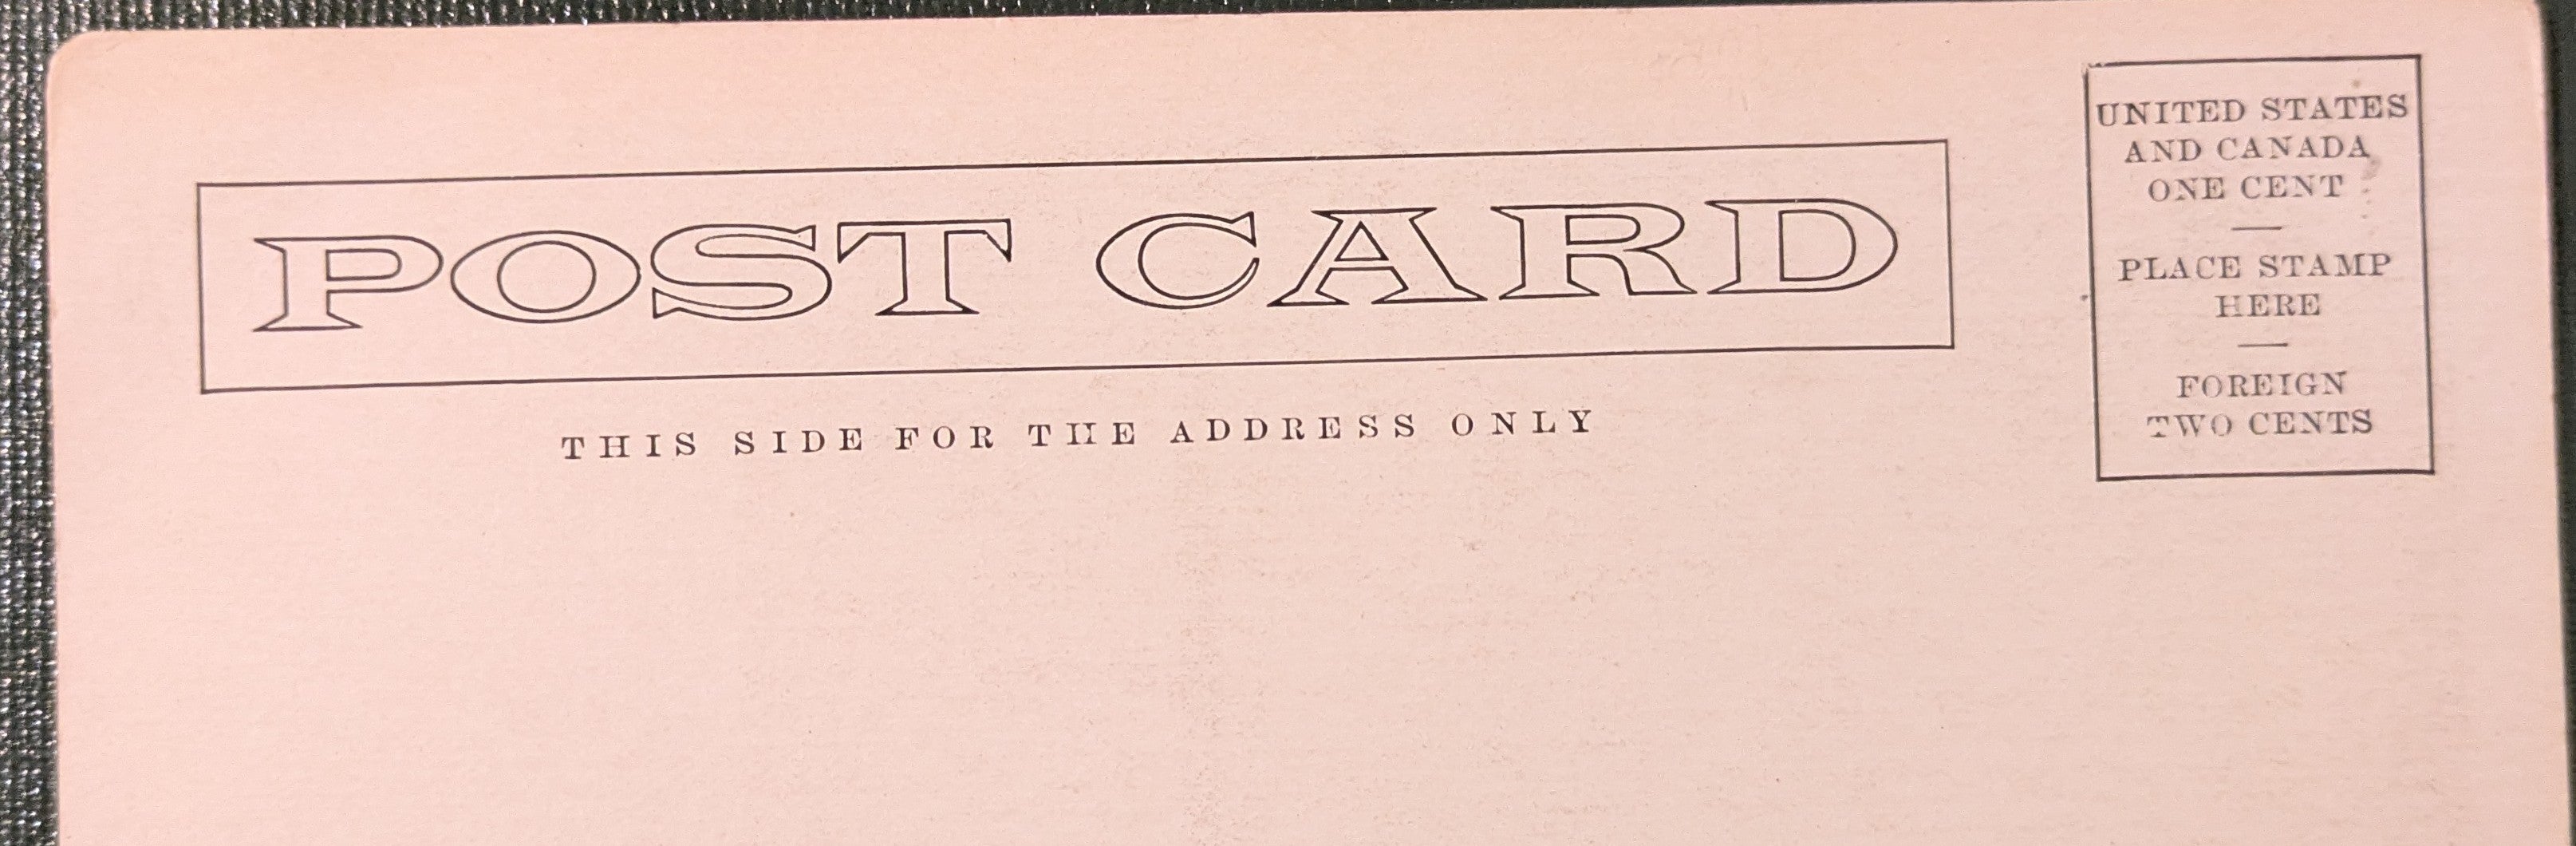 POST CARD
THIS SIDE FOR THE ADDRESS ONLY
UNITED STATES
AND CANADA
ONE CENT
PLACE STAMP
HERE
FOREIGN
TWO CENTS